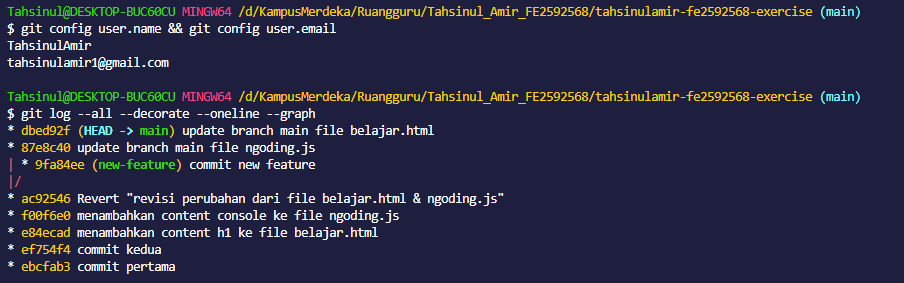 Tahsinul@DESKTOP-BUC60CU MINGW64 /d/KampusMerdeka/Ruangguru/Tahsinul_Amir_FE2592568/tahsinulamir-fe2592568-exercise (main)
$ git config user.name && git config user.email
TahsinulAmir
tahsinulamir1@gmail.com

Tahsinul@DESKTOP-BUC60CU MINGW64 /d/KampusMerdeka/Ruangguru/Tahsinul_Amir_FE2592568/tahsinulamir-fe2592568-exercise (main)
$ git log --all --decorate --oneline --graph
* dbed92f (HEAD -> main) update branch main file belajar.html
* 87e8c40 update branch main file ngoding.js
| * 9fa84ee (new-feature) commit new feature
|/
* ac92546 Revert "revisi perubahan dari file belajar.html & ngoding.js"
* f00f6e0 menambahkan content console ke file ngoding.js
* e84ecad menambahkan content h1 ke file belajar.html
* ef754f4 commit kedua
* ebcfab3 commit pertama